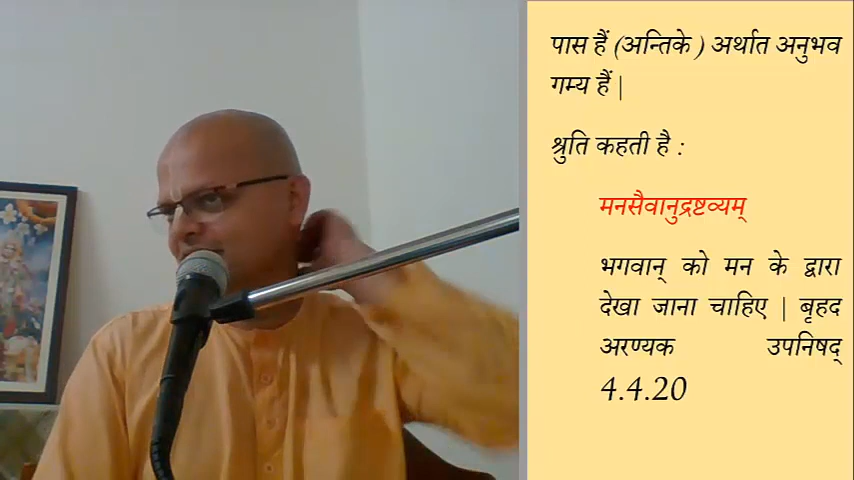 पास हैं (अन्तिके ) अर्थात अनुभव
गम्य हैं |
श्रुति कहती है :
मनसैवानुद्रष्टव्यम्
भगवान् को मन के द्वारा
देखा जाना चाहिए | बृहद
अरण्यक उपनिषद्
4.4.20